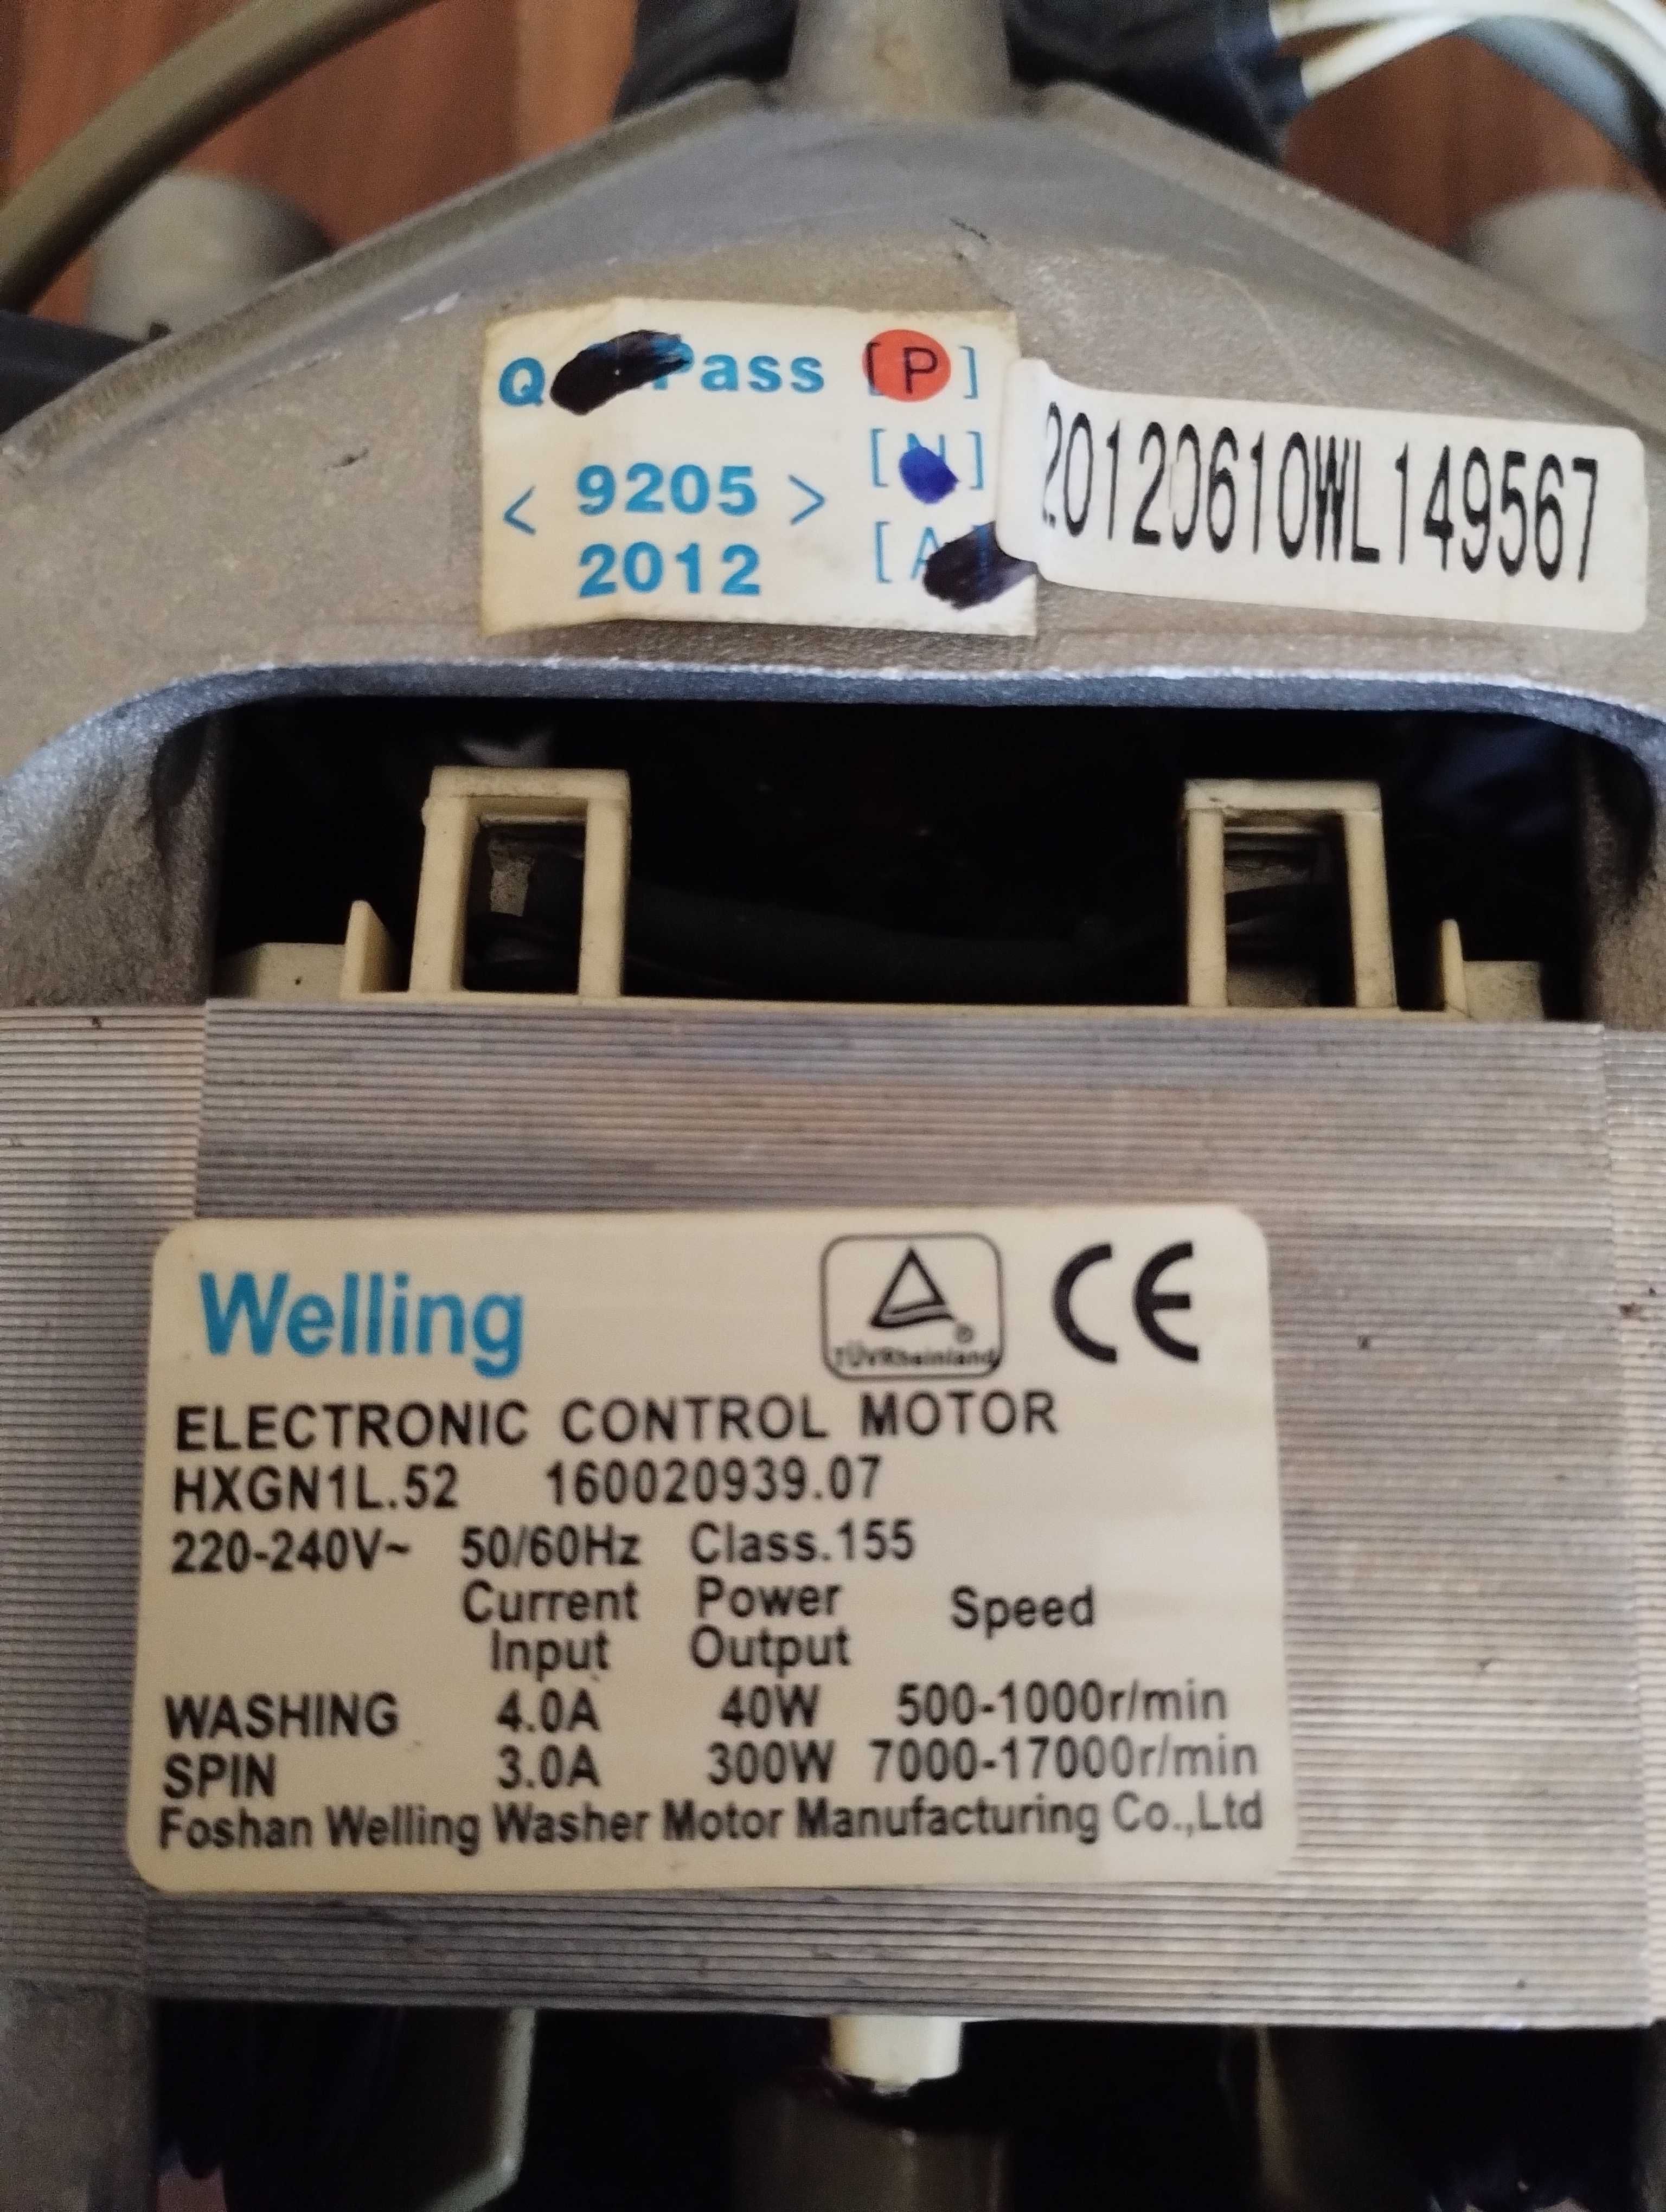 Pass [P]
[N]
< 9205 >
2012
[A]
20120610WL149567
Welling
TÜVRheinland
CE
ELECTRONIC CONTROL MOTOR
HXGN1L.52 160020939.07
220-240V~ 50/60Hz Class.155
Current Power Speed
Input Output
WASHING 4.0A 40W 500-1000r/min
SPIN 3.0A 300W 7000-17000r/min
Foshan Welling Washer Motor Manufacturing Co.,Ltd